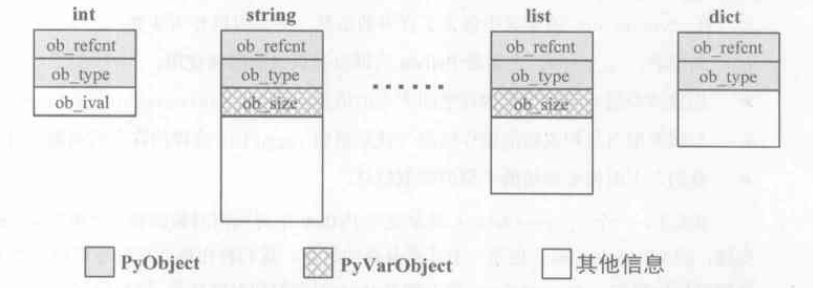 int
string
list
dict
ob_refcnt
ob_type
ob_ival
ob_refcnt
ob_type
ob_size
......
ob_refcnt
ob_type
ob_size
ob_refcnt
ob_type
PyObject
PyVarObject
其他信息